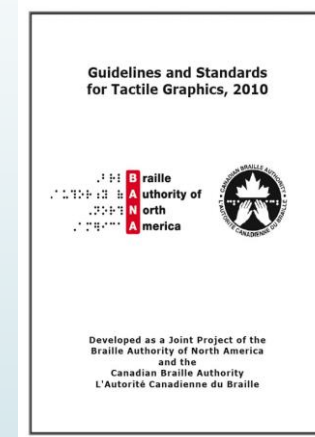 Guidelines and Standards
for Tactile Graphics, 2010
Braille
Authority of
North
America
CANADIAN BRAILLE AUTHORITY
L'AUTORITÉ CANADIENNE DU BRAILLE
Developed as a Joint Project of the
Braille Authority of North America
and the
Canadian Braille Authority
L'Autorité Canadienne du Braille